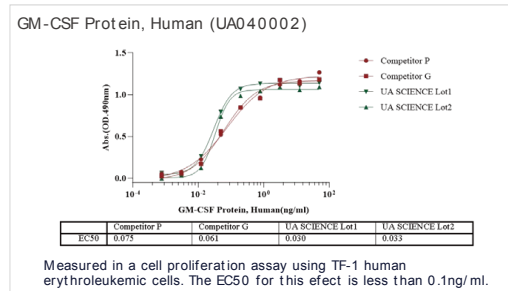 GM-CSF Protein, Human (UA040002)
1.5
1.0
0.5
0.0
Abs.(OD.490nm)
10-4
10-2
100
102
GM-CSF Protein, Human(ng/ml)
Competitor P
Competitor G
UA SCIENCE Lot1
UA SCIENCE Lot2
Competitor P Competitor G UA SCIENCE Lot1 UA SCIENCE Lot2
EC50 0.075 0.061 0.030 0.033
Measured in a cell proliferation assay using TF-1 human
erythroleukemic cells. The EC50 for this efect is less than 0.1ng/ml.